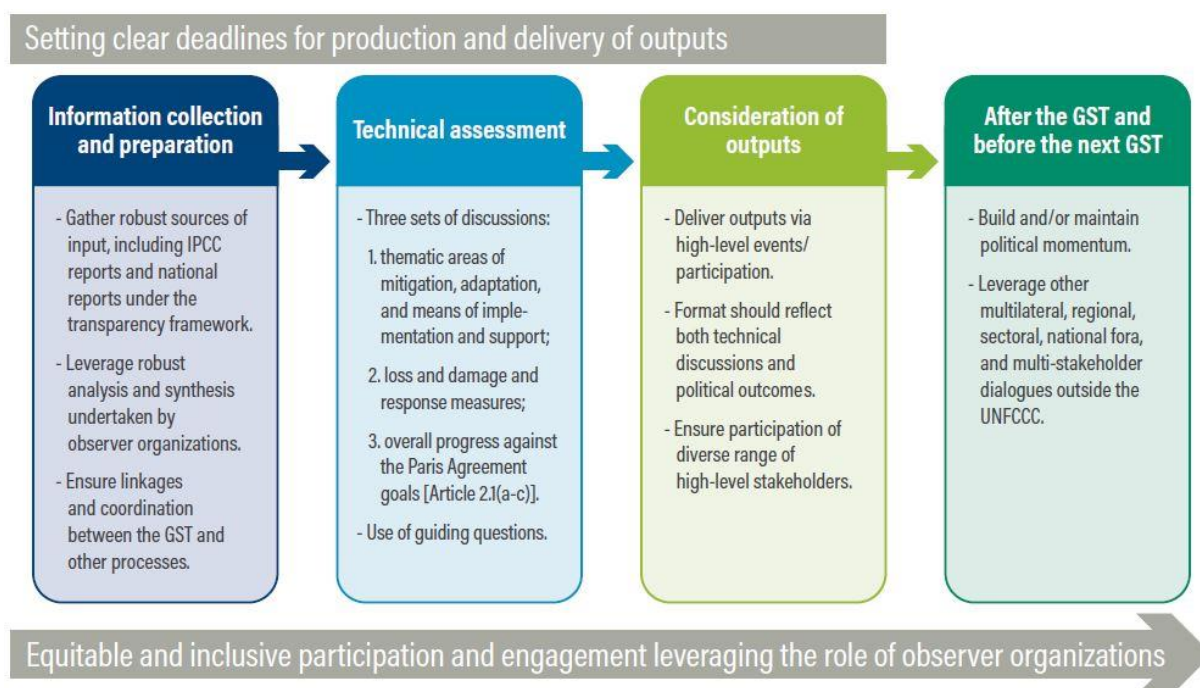 Setting clear deadlines for production and delivery of outputs
Information collection
and preparation
- Gather robust sources of
input, including IPCC
reports and national
reports under the
transparency framework.
- Leverage robust
analysis and synthesis
undertaken by
observer organizations.
- Ensure linkages
and coordination
between the GST and
other processes.
Technical assessment
- Three sets of discussions:
1. thematic areas of
mitigation, adaptation,
and means of imple-
mentation and support;
2. loss and damage and
response measures;
3. overall progress against
the Paris Agreement
goals [Article 2.1(a-c)].
- Use of guiding questions.
Consideration of
outputs
- Deliver outputs via
high-level events/
participation.
- Format should reflect
both technical
discussions and
political outcomes.
- Ensure participation of
diverse range of
high-level stakeholders.
After the GST and
before the next GST
- Build and/or maintain
political momentum.
- Leverage other
multilateral, regional,
sectoral, national fora,
and multi-stakeholder
dialogues outside the
UNFCCC.
Equitable and inclusive participation and engagement leveraging the role of observer organizations